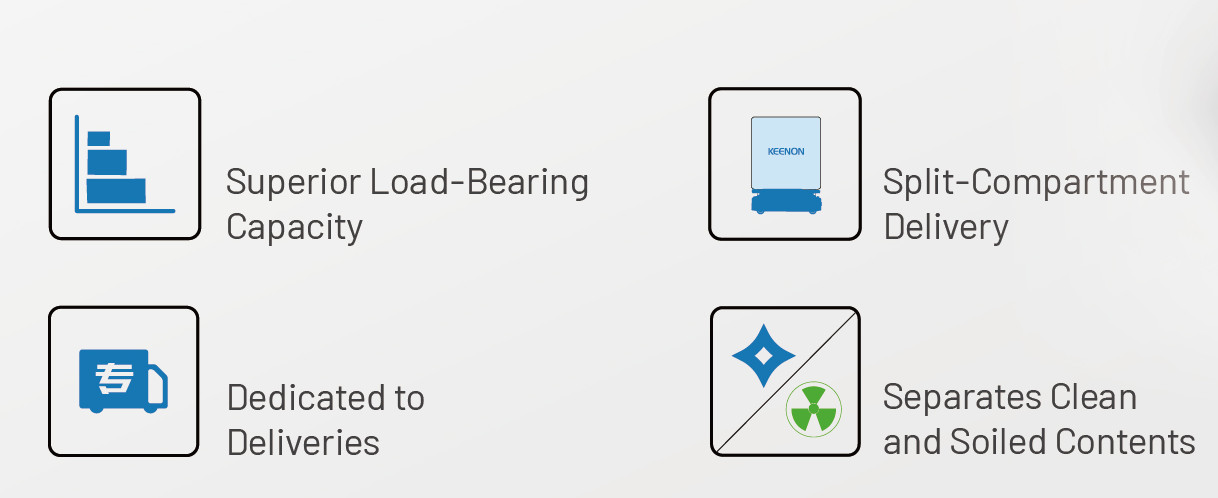 Superior Load-Bearing
Capacity
KEENON
Split-Compartment
Delivery
专
Dedicated to
Deliveries
Separates Clean
and Soiled Contents